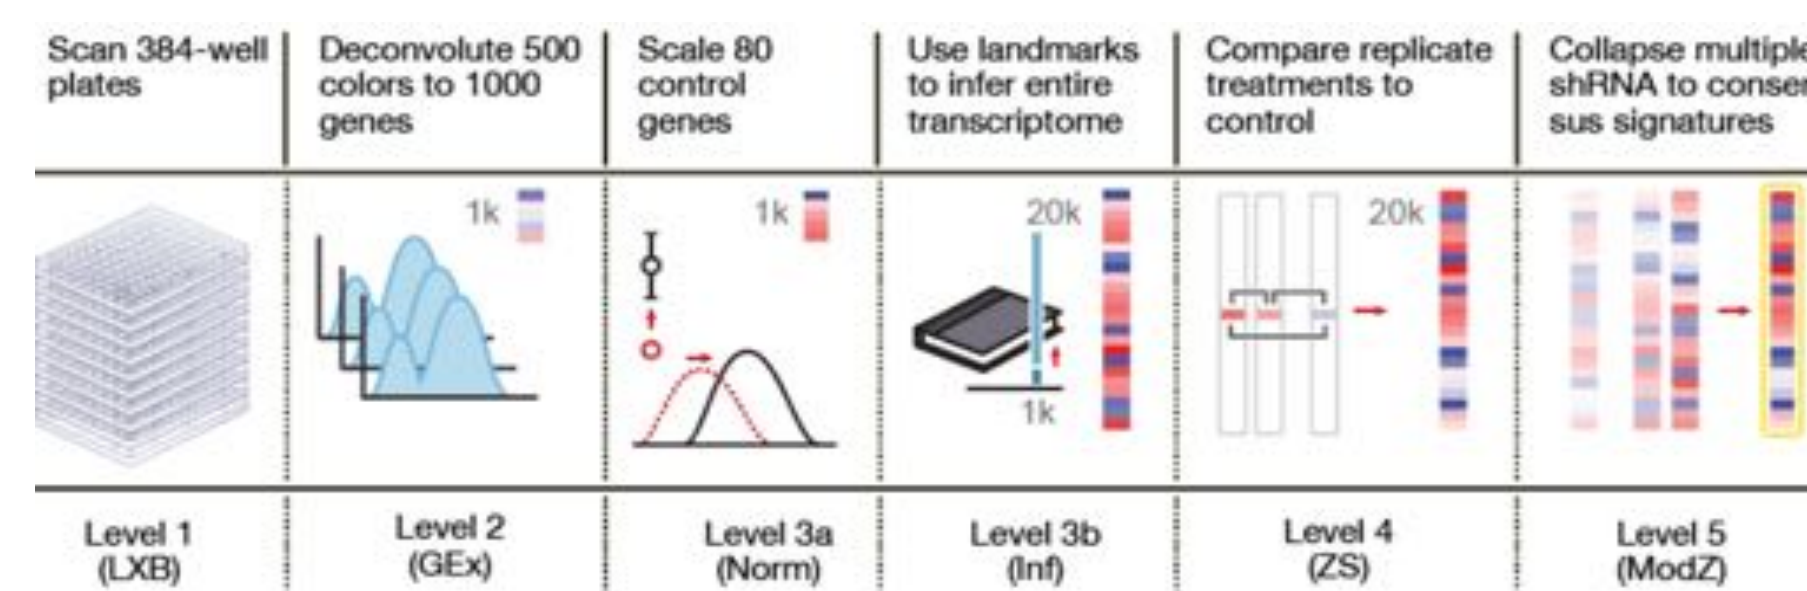 Scan 384-well
plates
Deconvolute 500
colors to 1000
genes
Scale 80
control
genes
Use landmarks
to infer entire
transcriptome
Compare replicate
treatments to
control
Collapse multiple
shRNA to consen
sus signatures
1k
1k
20k
1k
20k
Level 1
(LXB)
Level 2
(GEx)
Level 3a
(Norm)
Level 3b
(Inf)
Level 4
(ZS)
Level 5
(ModZ)